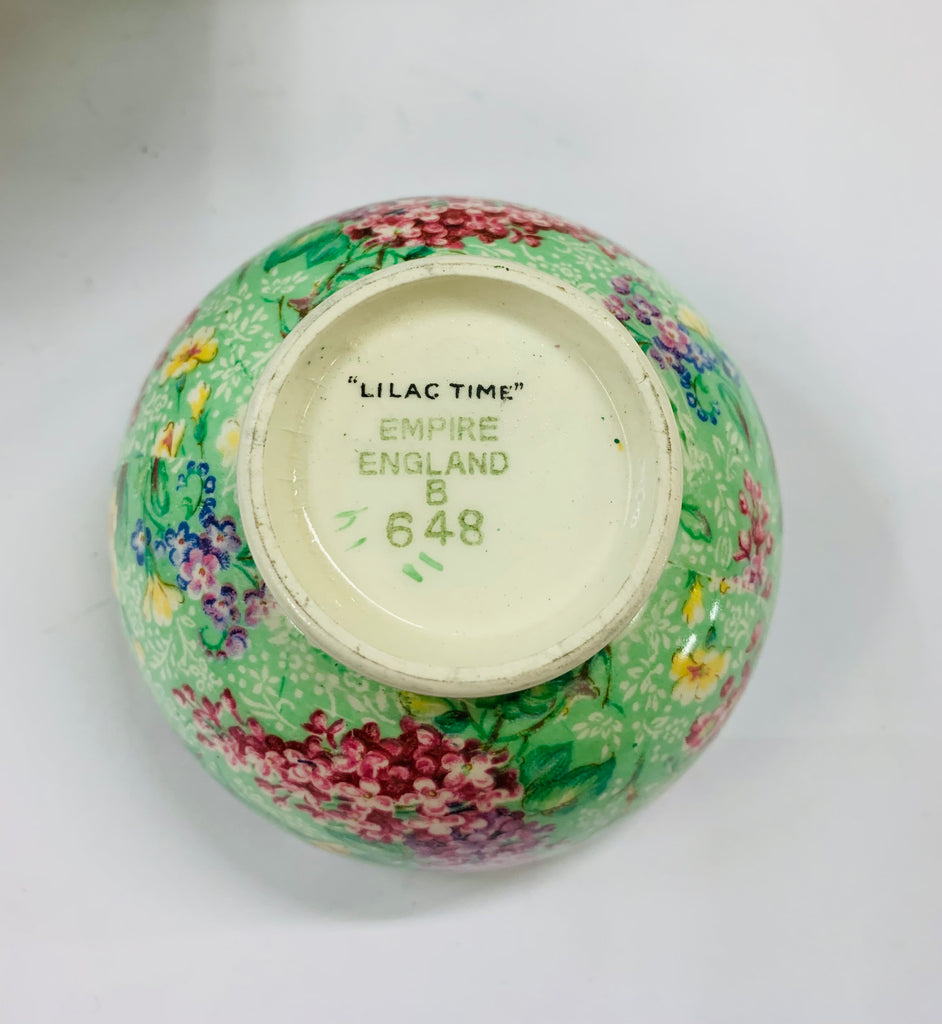 "LILAC TIME"
EMPIRE
ENGLAND
B
648